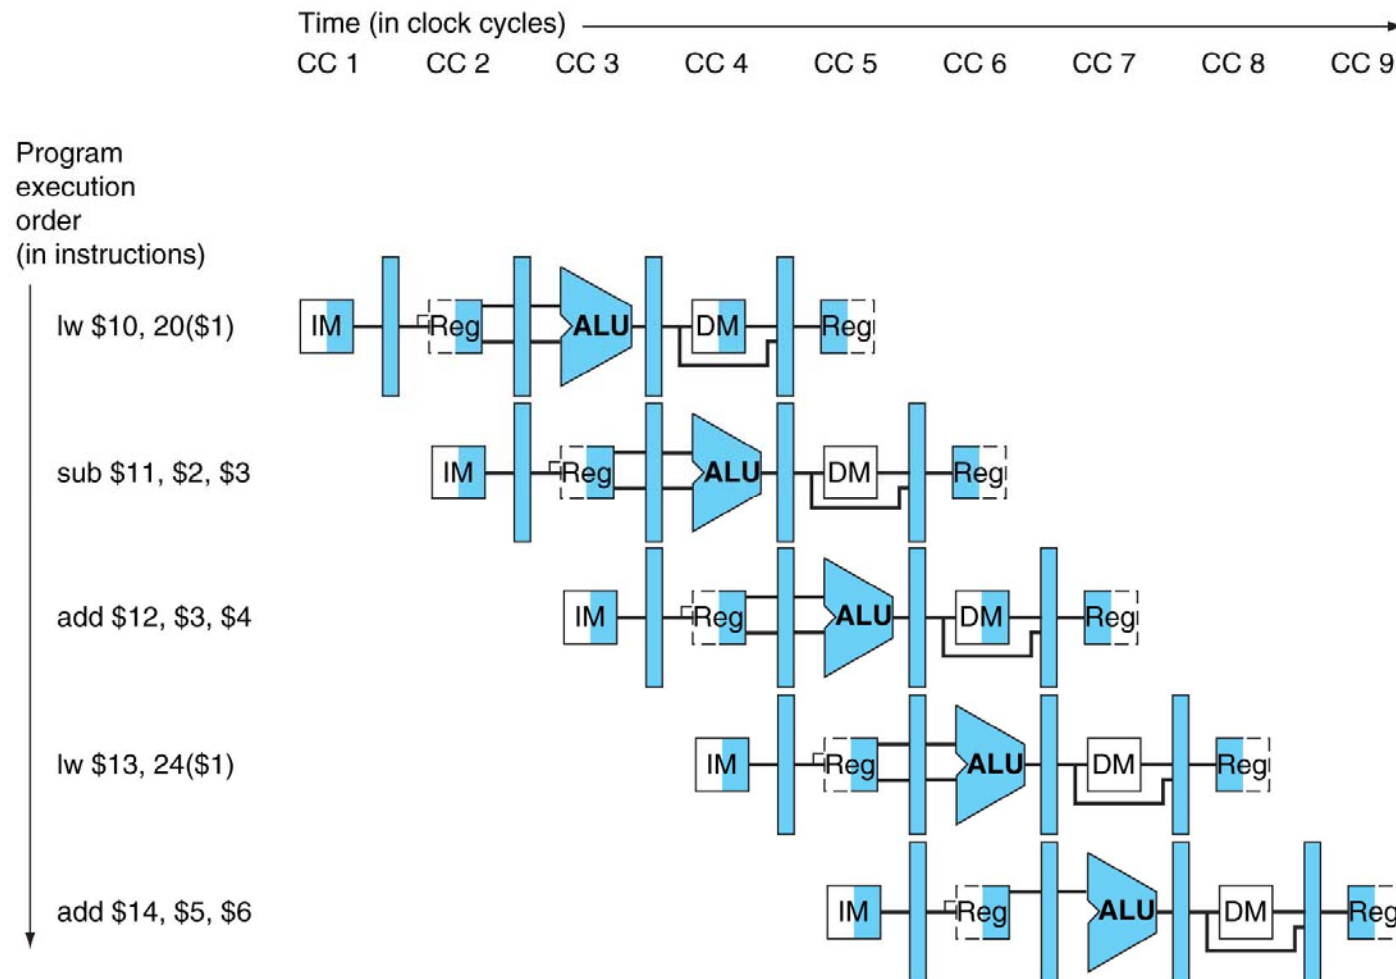 Time (in clock cycles)
CC 1 CC 2 CC 3 CC 4 CC 5 CC 6 CC 7 CC 8 CC 9
Program
execution
order
(in instructions)
lw $10, 20($1) IM Reg ALU DM Reg
sub $11, $2, $3 IM Reg ALU DM Reg
add $12, $3, $4 IM Reg ALU DM Reg
lw $13, 24($1) IM Reg ALU DM Reg
add $14, $5, $6 IM Reg ALU DM Reg